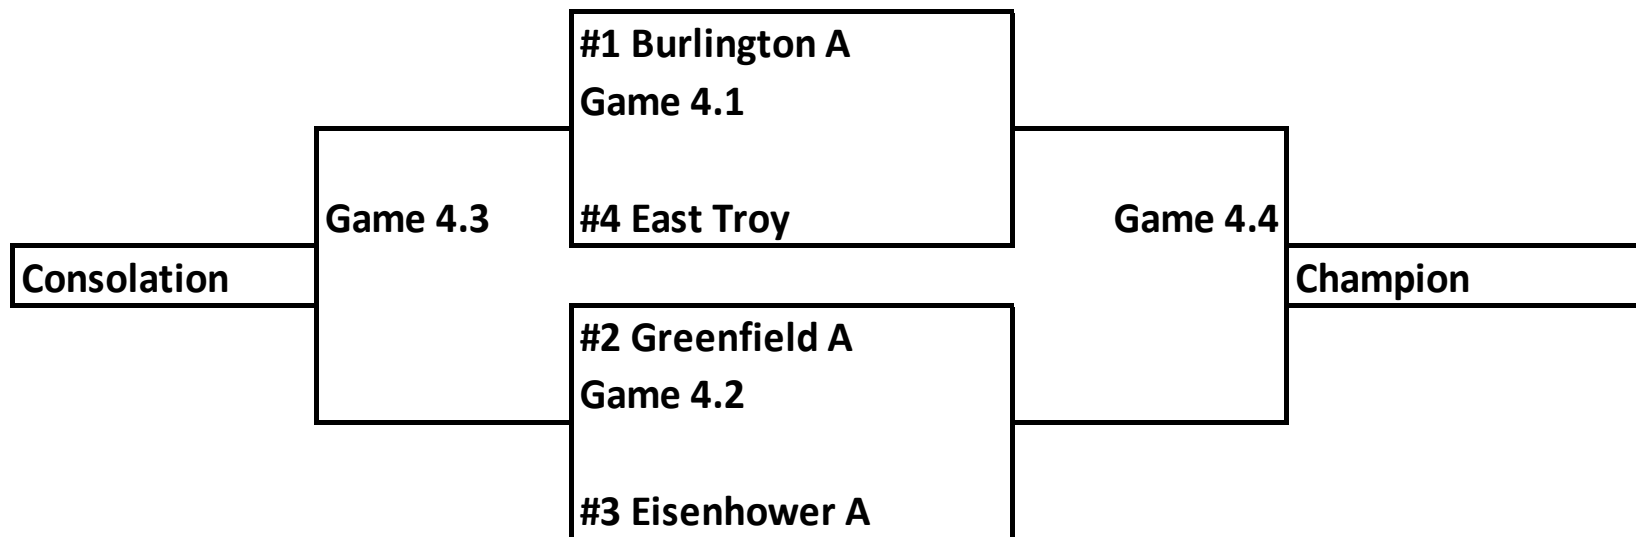 #1 Burlington A
Game 4.1
Game 4.3
#4 East Troy
Game 4.4
Consolation
Champion
#2 Greenfield A
Game 4.2
#3 Eisenhower A